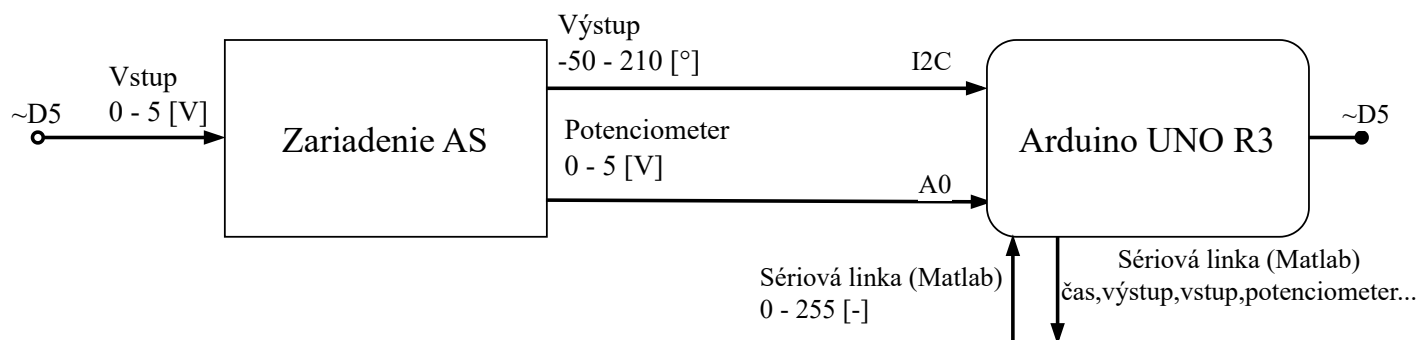 Vstup
0 - 5 [V]
~D5
Zariadenie AS
Výstup
-50 - 210 [°]
I2C
Potenciometer
0 - 5 [V]
A0
Arduino UNO R3
~D5
Sériová linka (Matlab)
0 - 255 [-]
Sériová linka (Matlab)
čas,výstup,vstup,potenciometer...